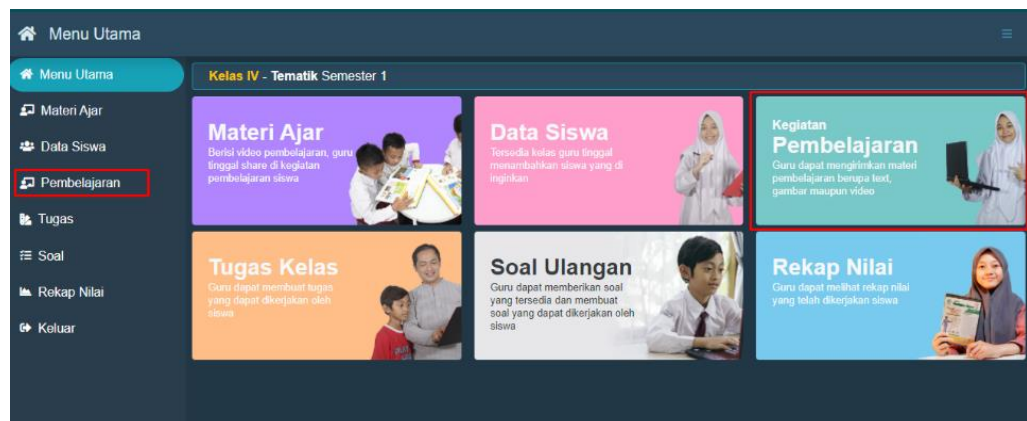 Menu Utama
Menu Utama
Materi Ajar
Data Siswa
Pembelajaran
Tugas
Soal
Rekap Nilai
Keluar
Kelas IV - Tematik Semester 1
Materi Ajar
Berisi video pembelajaran, guru
tinggal share di kegiatan
pembelajaran siswa
Data Siswa
Tersedia kelas guru tinggal
menambahkan siswa yang di
inginkan
Kegiatan
Pembelajaran
Guru dapat mengirimkan materi
pembelajaran berupa text,
gambar maupun video
Tugas Kelas
Guru dapat membuat tugas
yang dapat dikerjakan oleh
siswa
Soal Ulangan
Guru dapat memberikan soal
yang tersedia dan membuat
soal yang dapat dikerjakan oleh
siswa
Rekap Nilai
Guru dapat melihat rekap nilai
yang telah dikerjakan siswa